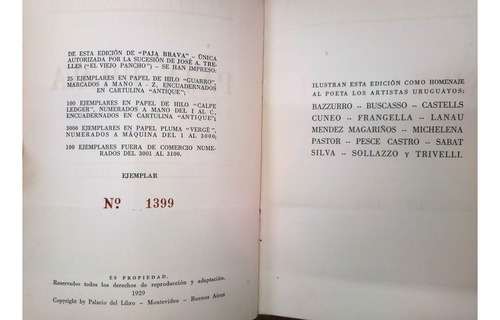 DE ESTA EDICIÓN DE "PAJA BRAVA" – ÚNICA
AUTORIZADA POR LA SUCESIÓN DE JOSÉ A. TRE-
LLES ("EL VIEJO PANCHO") – SE HAN IMPRESO:
25 EJEMPLARES EN PAPEL DE HILO "GUARRO",
MARCADOS A MANO A - Z, ENCUADERNADOS
EN CARTULINA "ANTIQUE";
100 EJEMPLARES EN PAPEL DE HILO "CALPE
LEDGER", NUMERADOS A MANO DEL 1 AL C,
ENCUADERNADOS EN CARTULINA "ANTIQUE";
3000 EJEMPLARES EN PAPEL PLUMA "VERGÉ",
NUMERADOS A MÁQUINA DEL 1 AL 3000;
100 EJEMPLARES FUERA DE COMERCIO NUME-
RADOS DEL 3001 AL 3100.
EJEMPLAR
Nº 1399
ES PROPIEDAD.
Reservados todos los derechos de reproducción y adaptación.
1929
Copyright by Palacio del Libro - Montevideo - Buenos Aires
ILUSTRAN ESTA EDICIÓN COMO HOMENAJE
AL POETA LOS ARTISTAS URUGUAYOS:
BAZZURRO -- BUSCASSO -- CASTELLS
CUNEO -- FRANGELLA -- LANAU
MENDEZ MAGARIÑOS -- MICHELENA
PASTOR -- PESCE CASTRO -- SABAT
SILVA -- SOLLAZZO Y TRIVELLI.